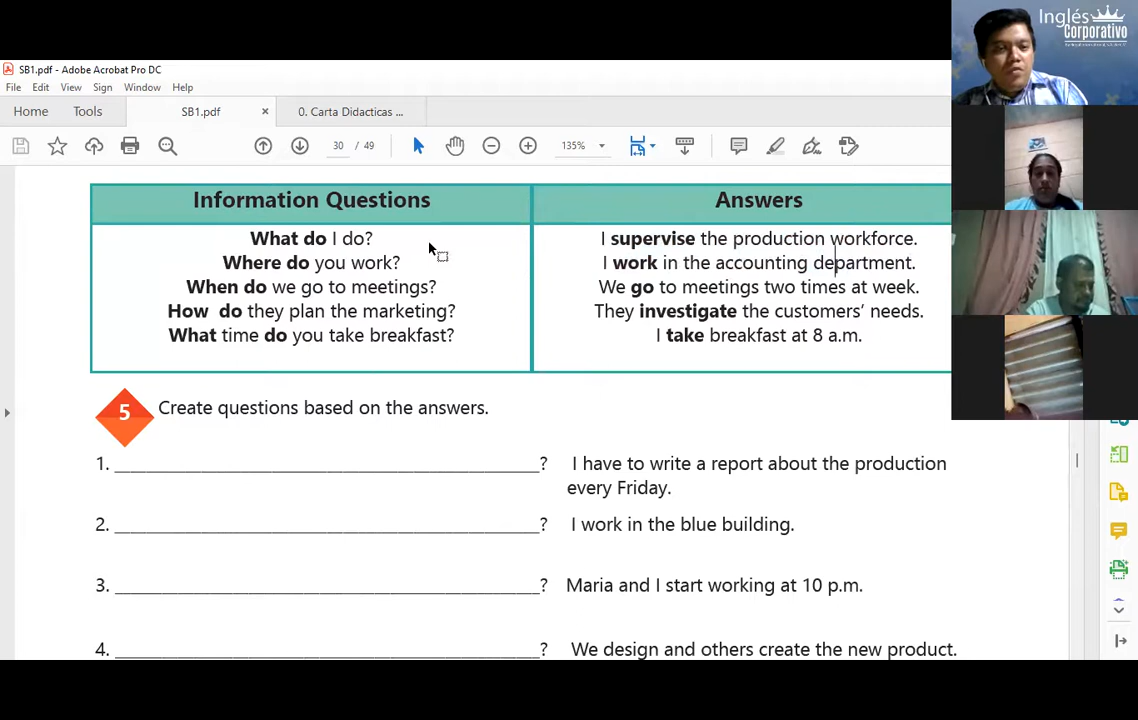 SB1.pdf - Adobe Acrobat Pro DC
File Edit View Sign Window Help
Home Tools SB1.pdf × 0. Carta Didacticas ...
30 / 49 135%
Information Questions Answers
What do I do? I supervise the production workforce.
Where do you work? I work in the accounting department.
When do we go to meetings? We go to meetings two times at week.
How do they plan the marketing? They investigate the customers' needs.
What time do you take breakfast? I take breakfast at 8 a.m.
5 Create questions based on the answers.
1. ? I have to write a report about the production
every Friday.
2. ? I work in the blue building.
3. ? Maria and I start working at 10 p.m.
4. ? We design and others create the new product.
Inglés
Corporativo